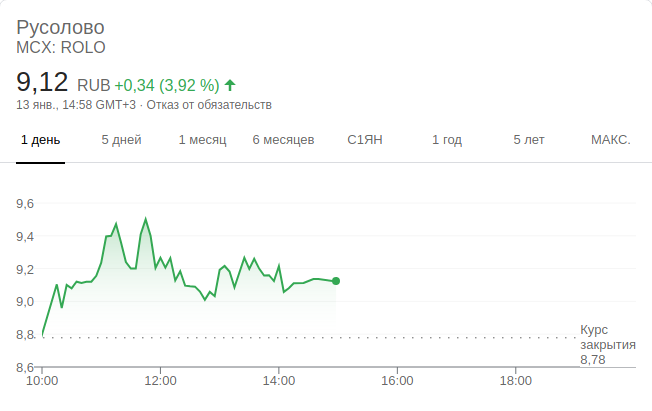 Русолово
MCX: ROLO
9,12 RUB +0,34 (3,92 %)
13 янв., 14:58 GMT+3 · Отказ от обязательств
1 день 5 дней 1 месяц 6 месяцев С1ЯН 1 год 5 лет МАКС.
9,6
9,4
9,2
9,0
8,8
8,6
Курс
закрытия
8,78
10:00 12:00 14:00 16:00 18:00